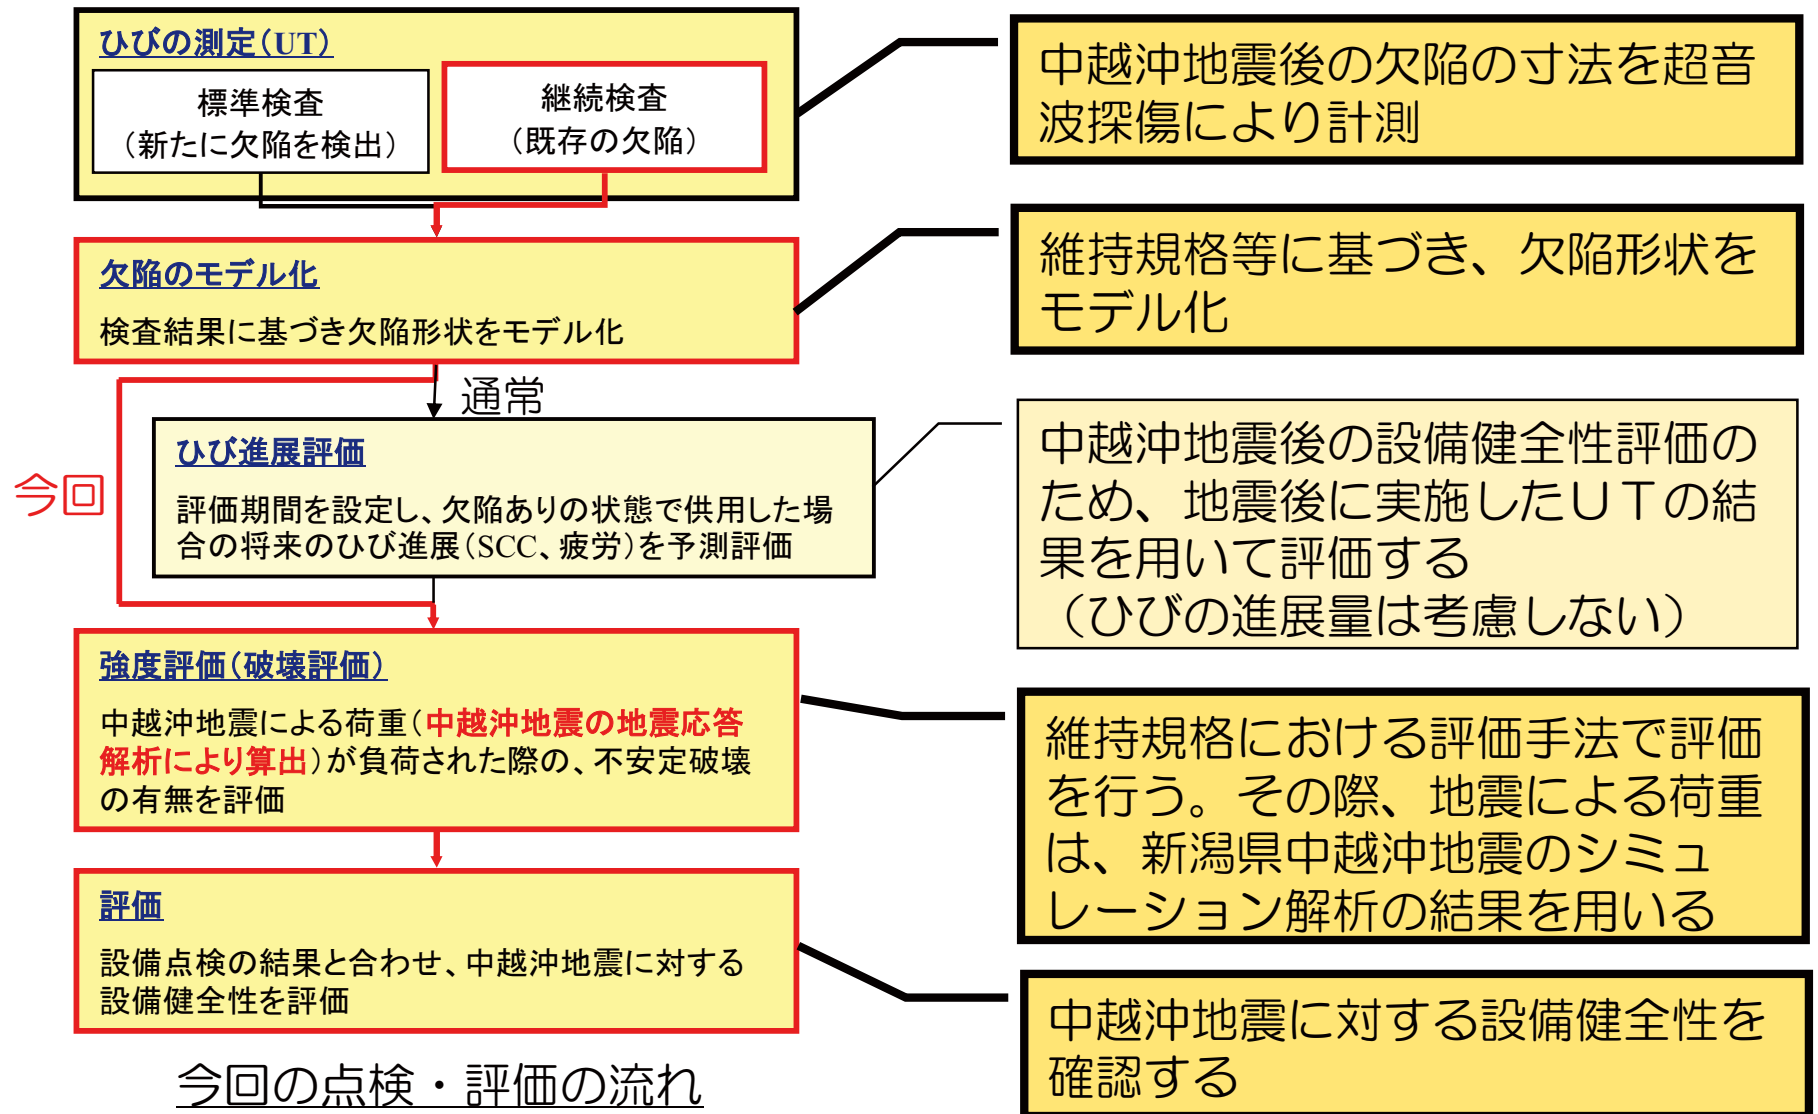 ひびの測定(UT)
標準検査
（新たに欠陥を検出）
継続検査
（既存の欠陥）
中越沖地震後の欠陥の寸法を超音
波探傷により計測
欠陥のモデル化
検査結果に基づき欠陥形状をモデル化
維持規格等に基づき、欠陥形状を
モデル化
通常
今回
ひび進展評価
評価期間を設定し、欠陥ありの状態で供用した場
合の将来のひび進展（SCC、疲労）を予測評価
中越沖地震後の設備健全性評価の
ため、地震後に実施したＵＴの結
果を用いて評価する
（ひびの進展量は考慮しない）
強度評価（破壊評価）
中越沖地震による荷重（中越沖地震の地震応答
解析により算出）が負荷された際の、不安定破壊
の有無を評価
維持規格における評価手法で評価
を行う。その際、地震による荷重
は、新潟県中越沖地震のシミュ
レーション解析の結果を用いる
評価
設備点検の結果と合わせ、中越沖地震に対する
設備健全性を評価
中越沖地震に対する設備健全性を
確認する
今回の点検・評価の流れ